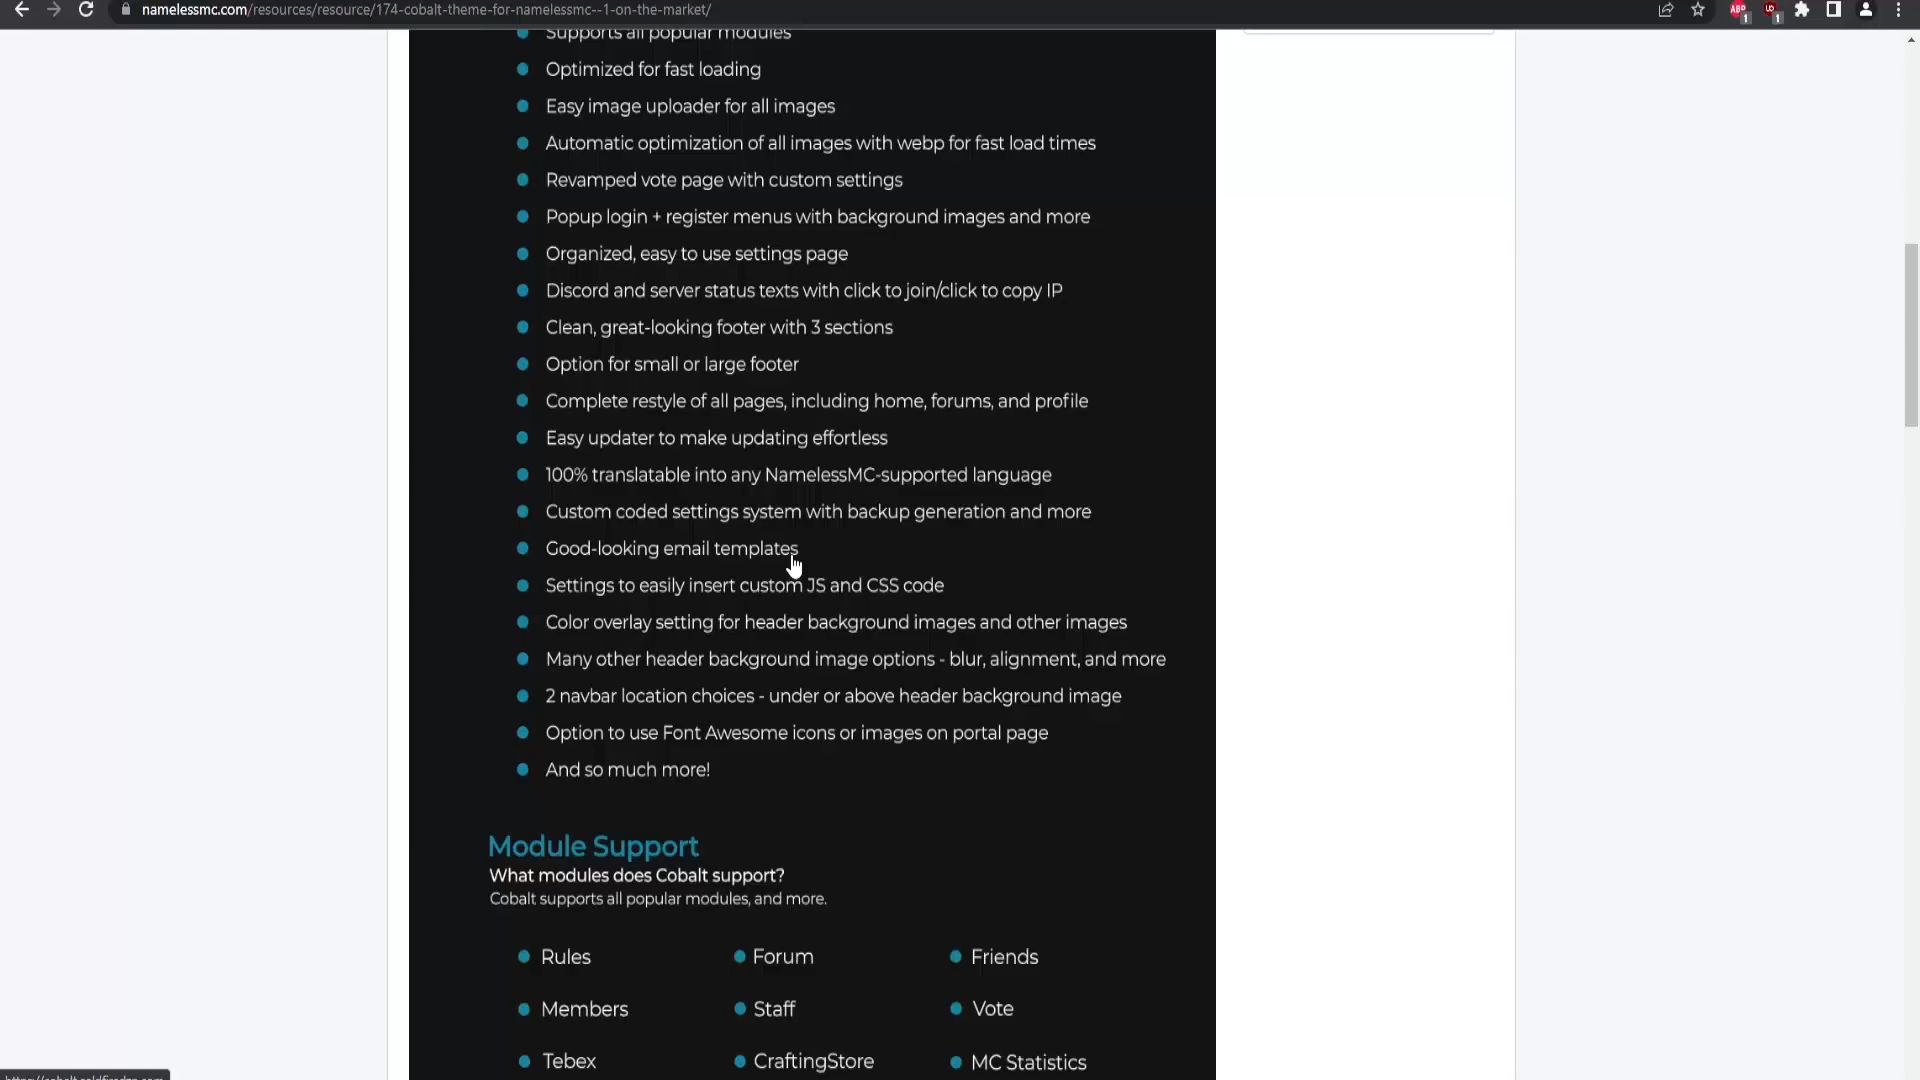 namelessmc.com/resources/resource/174-cobalt-theme-for-namelessmc--1-on-the-market/
ABP
1
1
Supports all popular modules
Optimized for fast loading
Easy image uploader for all images
Automatic optimization of all images with webp for fast load times
Revamped vote page with custom settings
Popup login + register menus with background images and more
Organized, easy to use settings page
Discord and server status texts with click to join/click to copy IP
Clean, great-looking footer with 3 sections
Option for small or large footer
Complete restyle of all pages, including home, forums, and profile
Easy updater to make updating effortless
100% translatable into any NamelessMC-supported language
Custom coded settings system with backup generation and more
Good-looking email templates
Settings to easily insert custom JS and CSS code
Color overlay setting for header background images and other images
Many other header background image options - blur, alignment, and more
2 navbar location choices - under or above header background image
Option to use Font Awesome icons or images on portal page
And so much more!
Module Support
What modules does Cobalt support?
Cobalt supports all popular modules, and more.
Rules
Forum
Friends
Members
Staff
Vote
Tebex
CraftingStore
MC Statistics